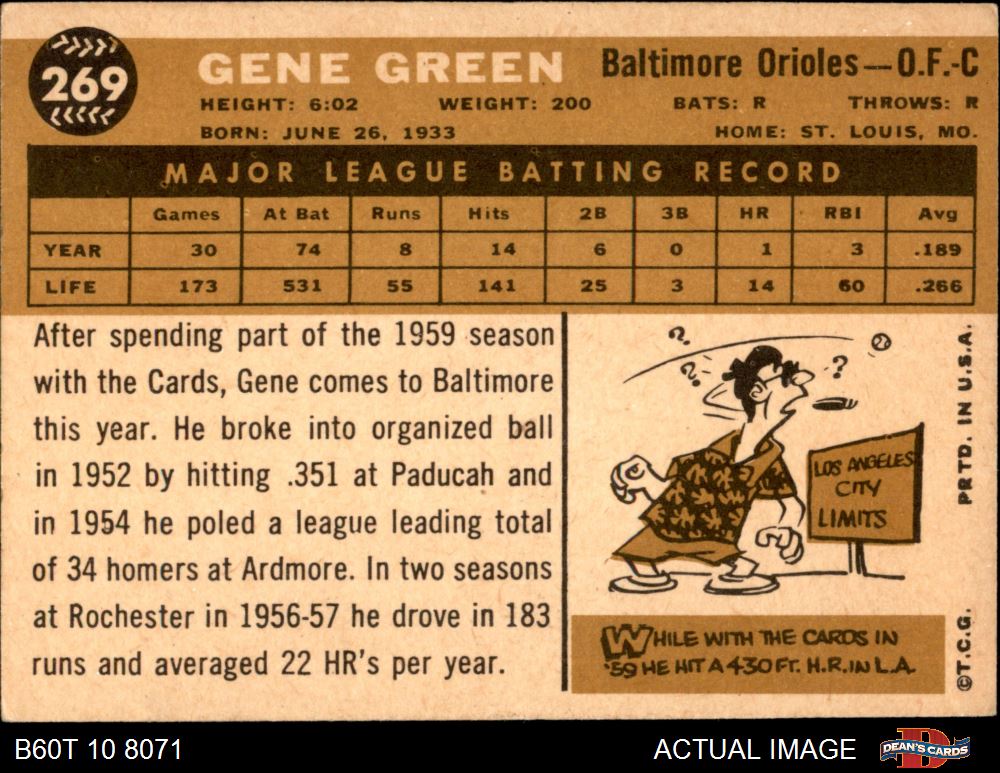 269
GENE GREEN Baltimore Orioles—O.F.-C
HEIGHT: 6:02 WEIGHT: 200 BATS: R THROWS: R
BORN: JUNE 26, 1933 HOME: ST. LOUIS, MO.
MAJOR LEAGUE BATTING RECORD
Games At Bat Runs Hits 2B 3B HR RBI Avg
YEAR 30 74 8 14 6 0 1 3 .189
LIFE 173 531 55 141 25 3 14 60 .266
After spending part of the 1959 season
with the Cards, Gene comes to Baltimore
this year. He broke into organized ball
in 1952 by hitting .351 at Paducah and
in 1954 he poled a league leading total
of 34 homers at Ardmore. In two seasons
at Rochester in 1956-57 he drove in 183
runs and averaged 22 HR's per year.
?
?
?
LOS ANGELES
CITY
LIMITS
WHILE WITH THE CARDS IN
'59 HE HIT A 430 FT. H.R. IN L.A.
PRTD. IN U.S.A.
©T.C.G.
B60T 10 8071 ACTUAL IMAGE DEAN'S CARDS